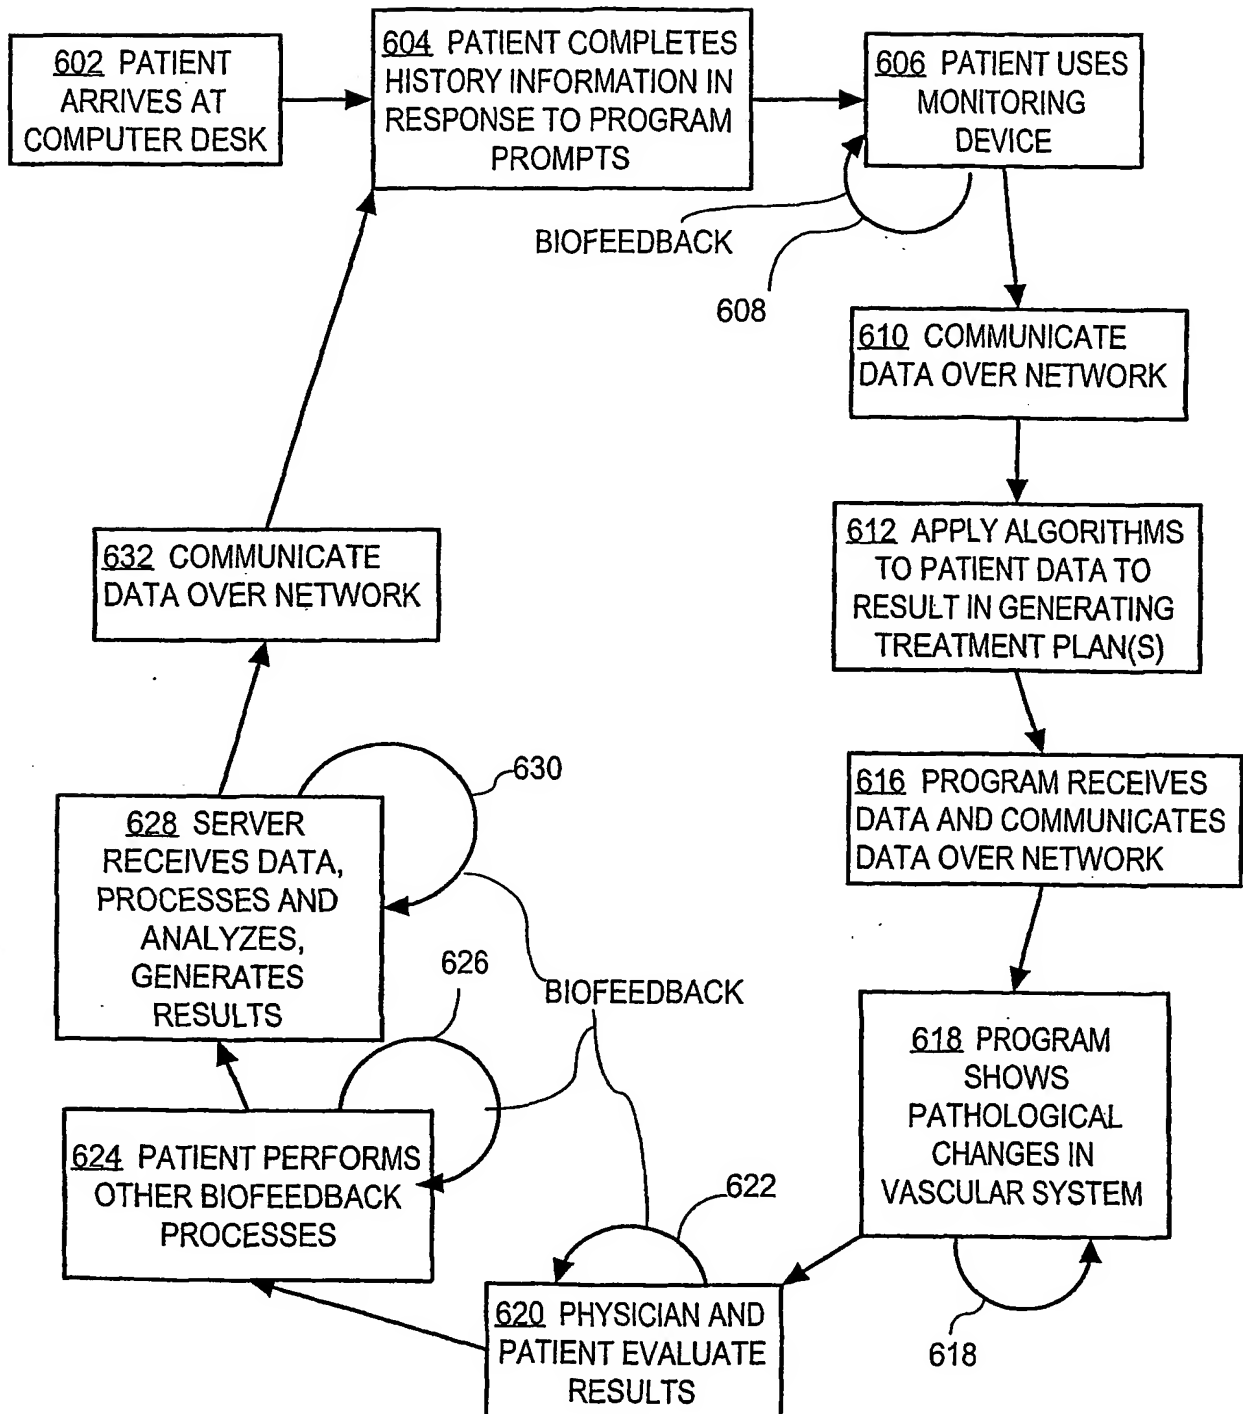 602 PATIENT
ARRIVES AT
COMPUTER DESK
604 PATIENT COMPLETES
HISTORY INFORMATION IN
RESPONSE TO PROGRAM
PROMPTS
606 PATIENT USES
MONITORING
DEVICE
BIOFEEDBACK
608
610 COMMUNICATE
DATA OVER NETWORK
612 APPLY ALGORITHMS
TO PATIENT DATA TO
RESULT IN GENERATING
TREATMENT PLAN(S)
616 PROGRAM RECEIVES
DATA AND COMMUNICATES
DATA OVER NETWORK
618 PROGRAM
SHOWS
PATHOLOGICAL
CHANGES IN
VASCULAR SYSTEM
618
620 PHYSICIAN AND
PATIENT EVALUATE
RESULTS
622
BIOFEEDBACK
624 PATIENT PERFORMS
OTHER BIOFEEDBACK
PROCESSES
626
628 SERVER
RECEIVES DATA,
PROCESSES AND
ANALYZES,
GENERATES
RESULTS
630
632 COMMUNICATE
DATA OVER NETWORK